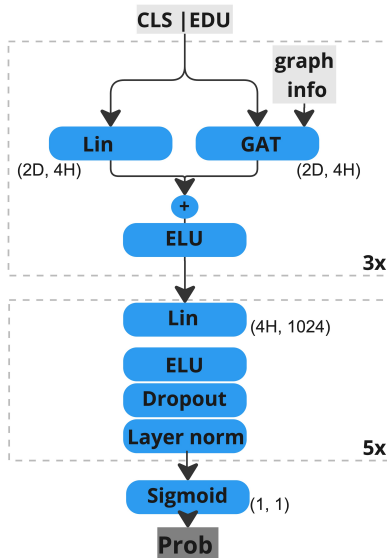 CLS |EDU
graph
info
Lin
GAT
(2D, 4H)
(2D, 4H)
+
ELU
3x
Lin
(4H, 1024)
ELU
Dropout
Layer norm
5x
Sigmoid
(1, 1)
Prob